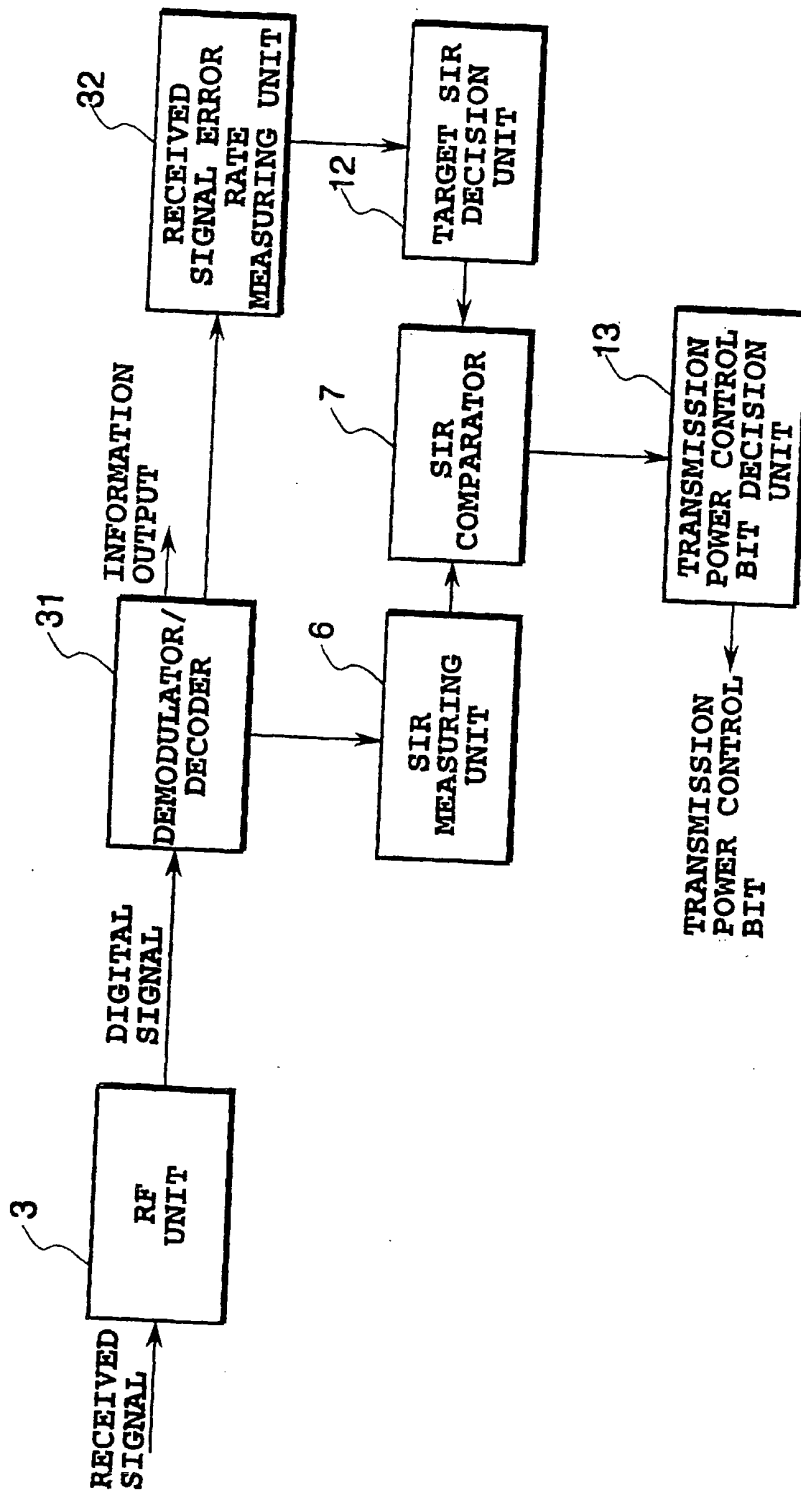 RECEIVED
SIGNAL
3
RF
UNIT
DIGITAL
SIGNAL
31
DEMODULATOR/
DECODER
INFORMATION
OUTPUT
32
RECEIVED
SIGNAL ERROR
RATE
MEASURING UNIT
6
SIR
MEASURING
UNIT
7
SIR
COMPARATOR
12
TARGET SIR
DECISION
UNIT
13
TRANSMISSION
POWER CONTROL
BIT DECISION
UNIT
TRANSMISSION
POWER CONTROL
BIT